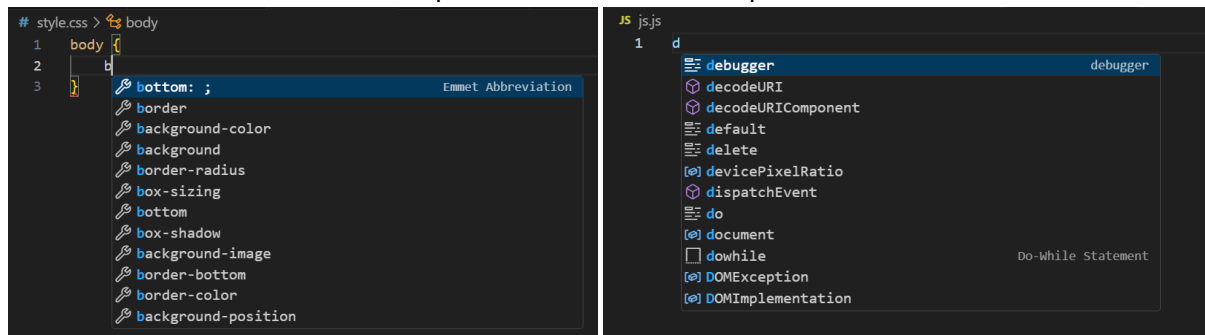 # style.css > body
1 body {
2 b
3 }
bottom: ; Emmet Abbreviation
border
background-color
background
border-radius
box-sizing
bottom
box-shadow
background-image
border-bottom
border-color
background-position
JS js.js
1 d
debugger debugger
decodeURI
decodeURIComponent
default
delete
devicePixelRatio
dispatchEvent
do
document
dowhile Do-While Statement
DOMException
DOMImplementation